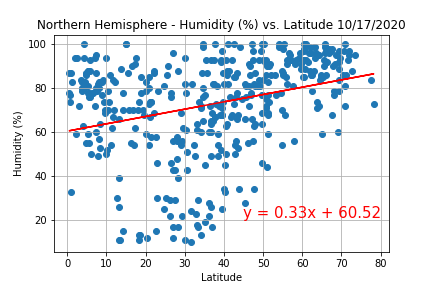 Northern Hemisphere - Humidity (%) vs. Latitude 10/17/2020
100
80
60
40
20
Humidity (%)
y = 0.33x + 60.52
0 10 20 30 40 50 60 70 80
Latitude